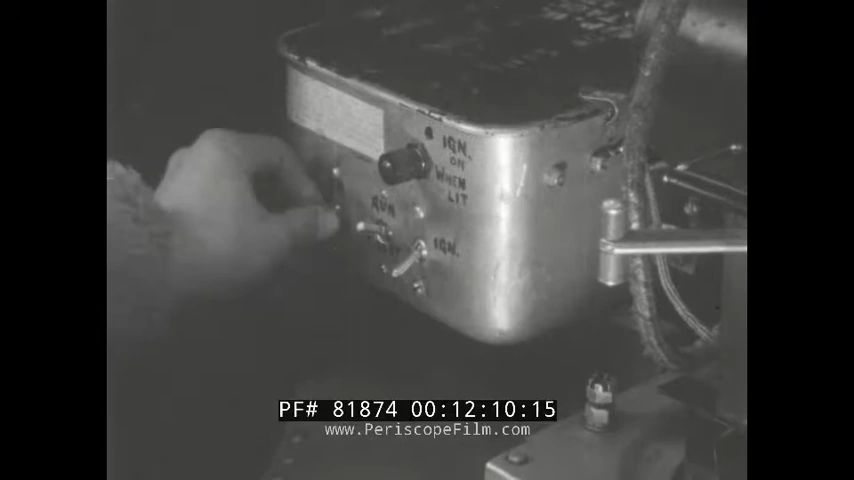 IGN.
ON
WHEN
LIT
RUN
IGN.
PF# 81874 00:12:10:15
www.PeriscopeFilm.com